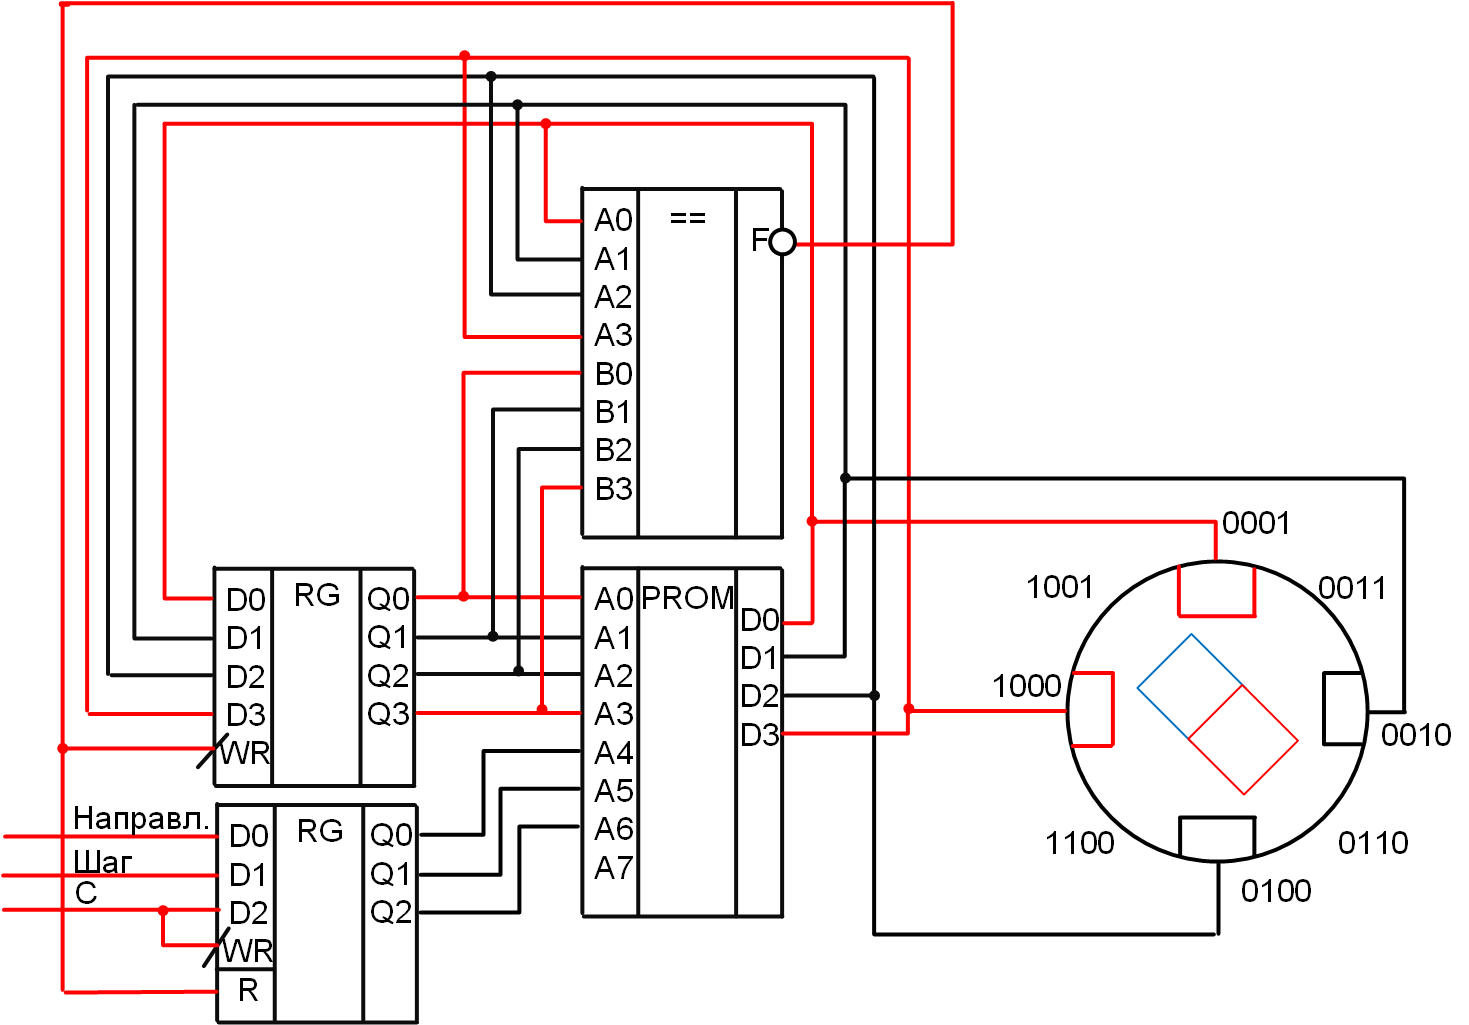 A0 == F
A1
A2
A3
B0
B1
B2
B3
D0 RG Q0
D1 Q1
D2 Q2
D3 Q3
WR
A0 PROM D0
A1 D1
A2 D2
A3 D3
A4
A5
A6
A7
Направл.
Шаг
C
D0 RG Q0
D1 Q1
D2 Q2
WR
R
0001
1001 0011
1000 0010
1100 0110
0100